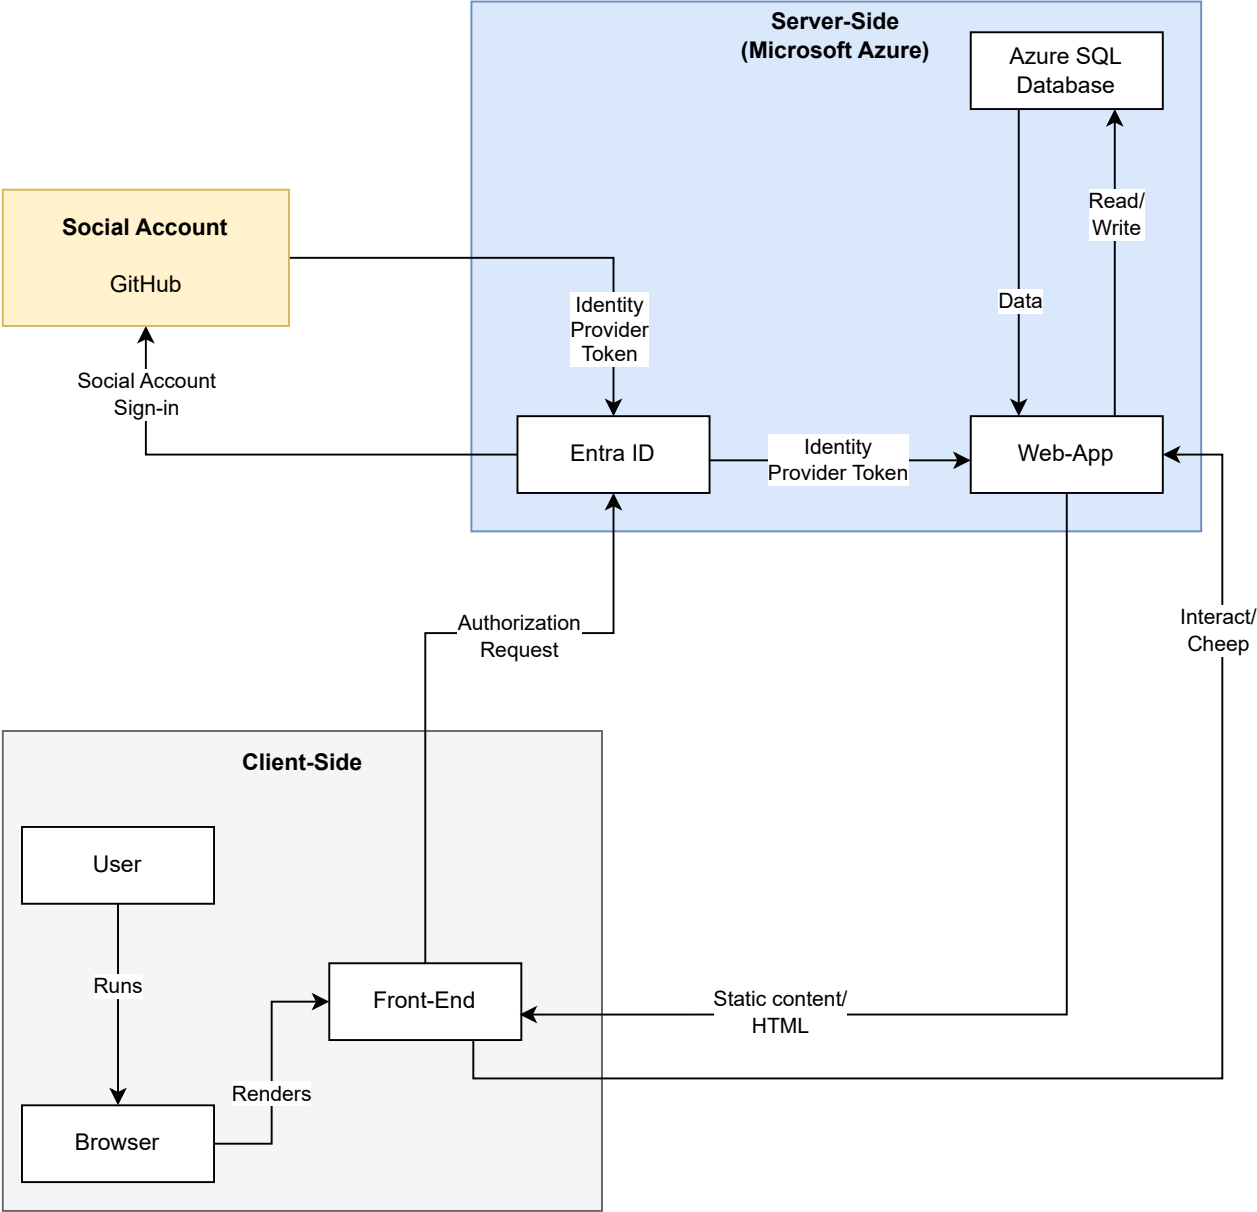 Server-Side
(Microsoft Azure)
Azure SQL
Database
Social Account
GitHub
Read/
Write
Data
Identity
Provider
Token
Social Account
Sign-in
Entra ID
Identity
Provider Token
Web-App
Authorization
Request
Interact/
Cheep
Client-Side
User
Runs
Front-End
Static content/
HTML
Renders
Browser